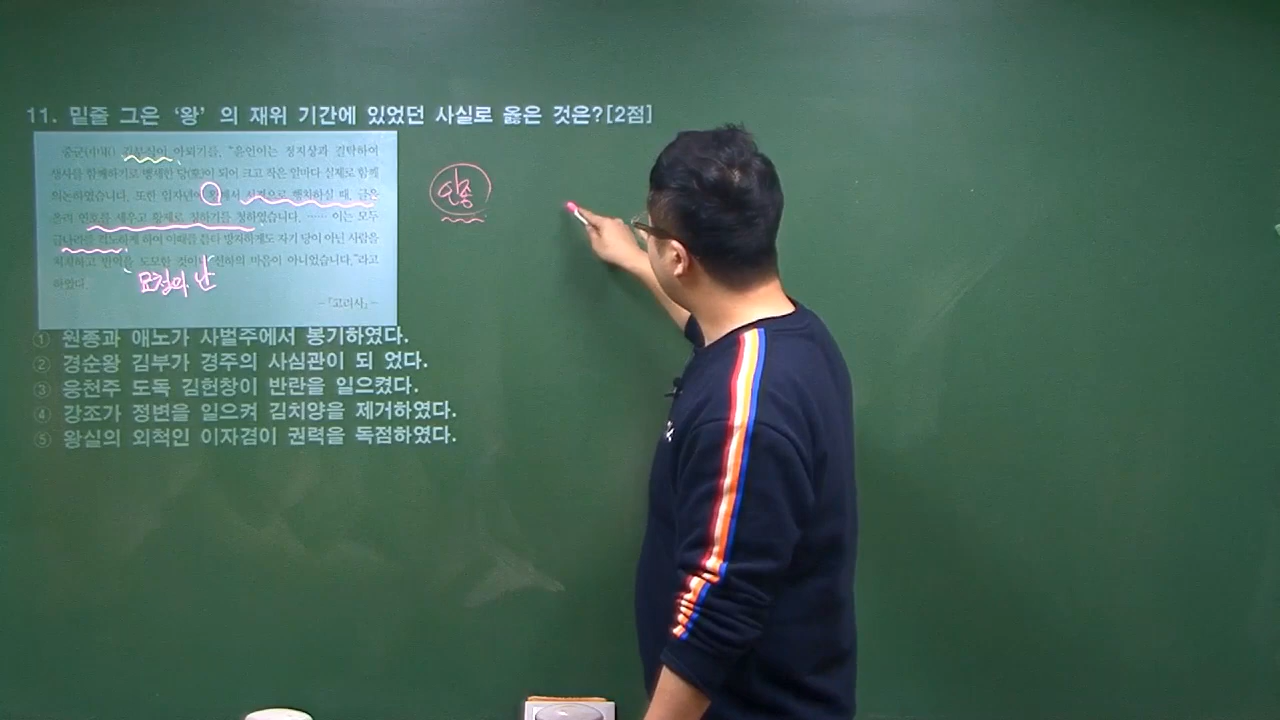 11. 밑줄 그은 '왕' 의 재위 기간에 있었던 사실로 옳은 것은?[2점]
중군(中軍) 김부식이 아뢰기를, "윤언이는 정지상과 결탁하여
생사를 함께하기로 맹세한 당(黨)이 되어 크고 작은 일마다 실제로 함께
의논하였습니다. 또한 임자년에 왕께서 서경으로 행차하실 때, 글을
올려 연호를 세우고 황제로 칭하기를 청하였습니다. …… 이는 모두
금나라를 격노하게 하여 이때를 틈타 방자하게도 자기 당이 아닌 사람을
처치하고 반역을 도모한 것이니 신하의 마음이 아니었습니다."라고
하였다.
묘청의 난
-「고려사」-
인종
① 원종과 애노가 사벌주에서 봉기하였다.
② 경순왕 김부가 경주의 사심관이 되 었다.
③ 웅천주 도독 김헌창이 반란을 일으켰다.
④ 강조가 정변을 일으켜 김치양을 제거하였다.
⑤ 왕실의 외척인 이자겸이 권력을 독점하였다.